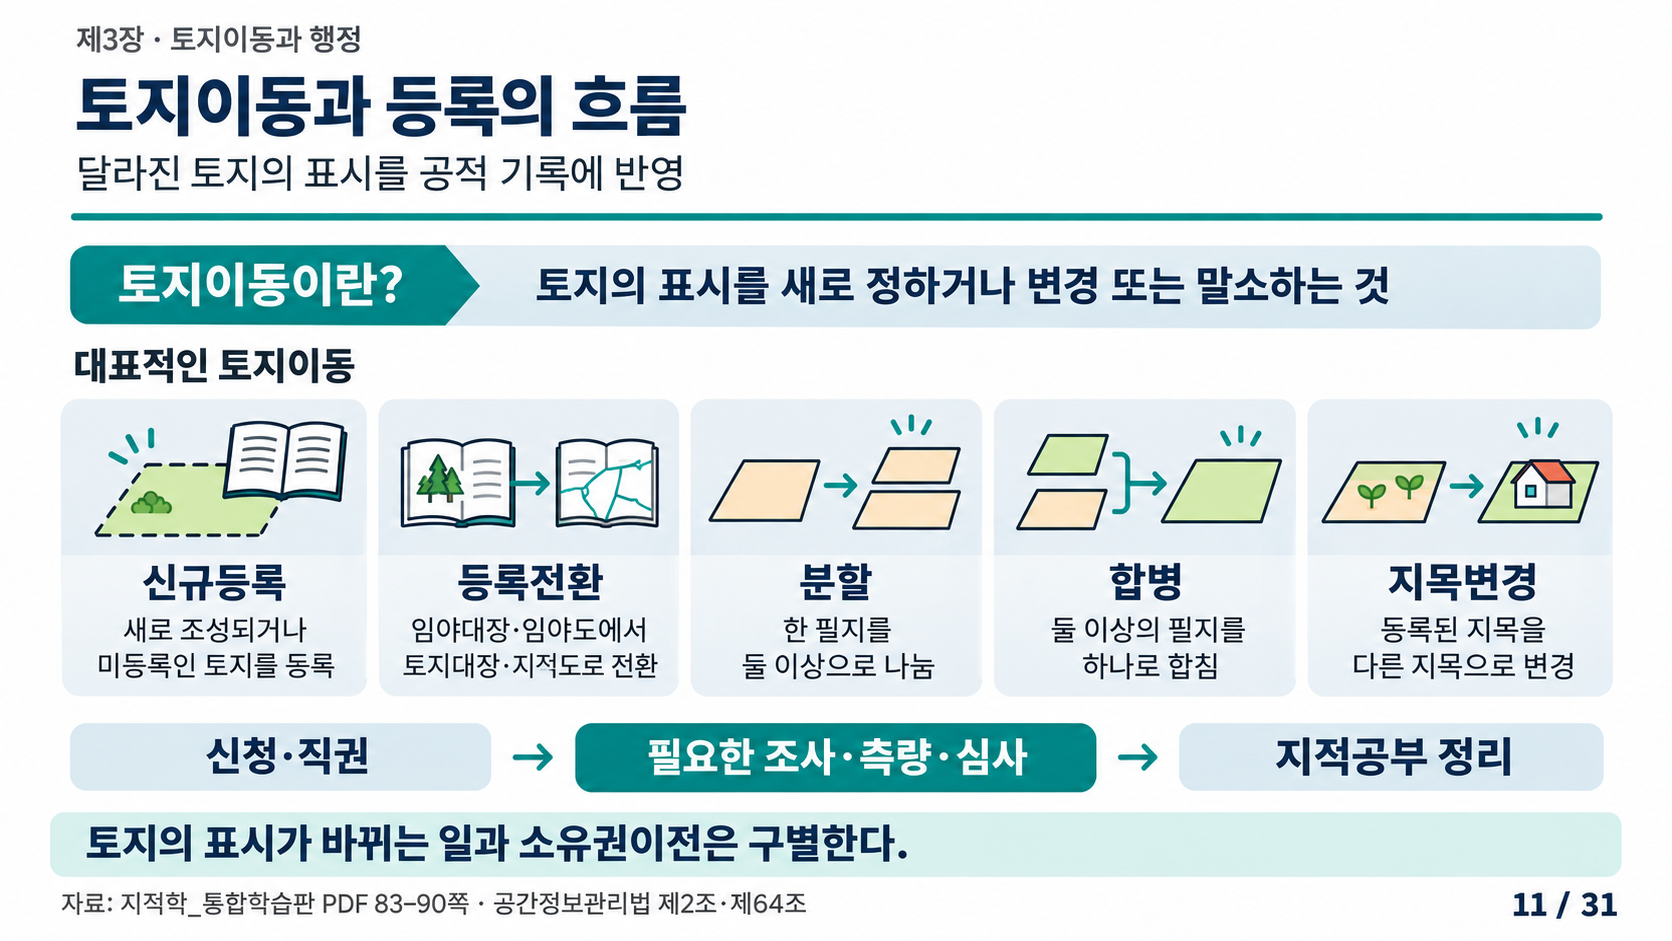 제3장 · 토지이동과 행정
토지이동과 등록의 흐름
달라진 토지의 표시를 공적 기록에 반영
토지이동이란?
토지의 표시를 새로 정하거나 변경 또는 말소하는 것
대표적인 토지이동
신규등록
새로 조성되거나
미등록인 토지를 등록
등록전환
임야대장·임야도에서
토지대장·지적도로 전환
분할
한 필지를
둘 이상으로 나눔
합병
둘 이상의 필지를
하나로 합침
지목변경
등록된 지목을
다른 지목으로 변경
신청·직권
필요한 조사·측량·심사
지적공부 정리
토지의 표시가 바뀌는 일과 소유권이전은 구별한다.
자료: 지적학_통합학습판 PDF 83–90쪽 · 공간정보관리법 제2조·제64조
11 / 31